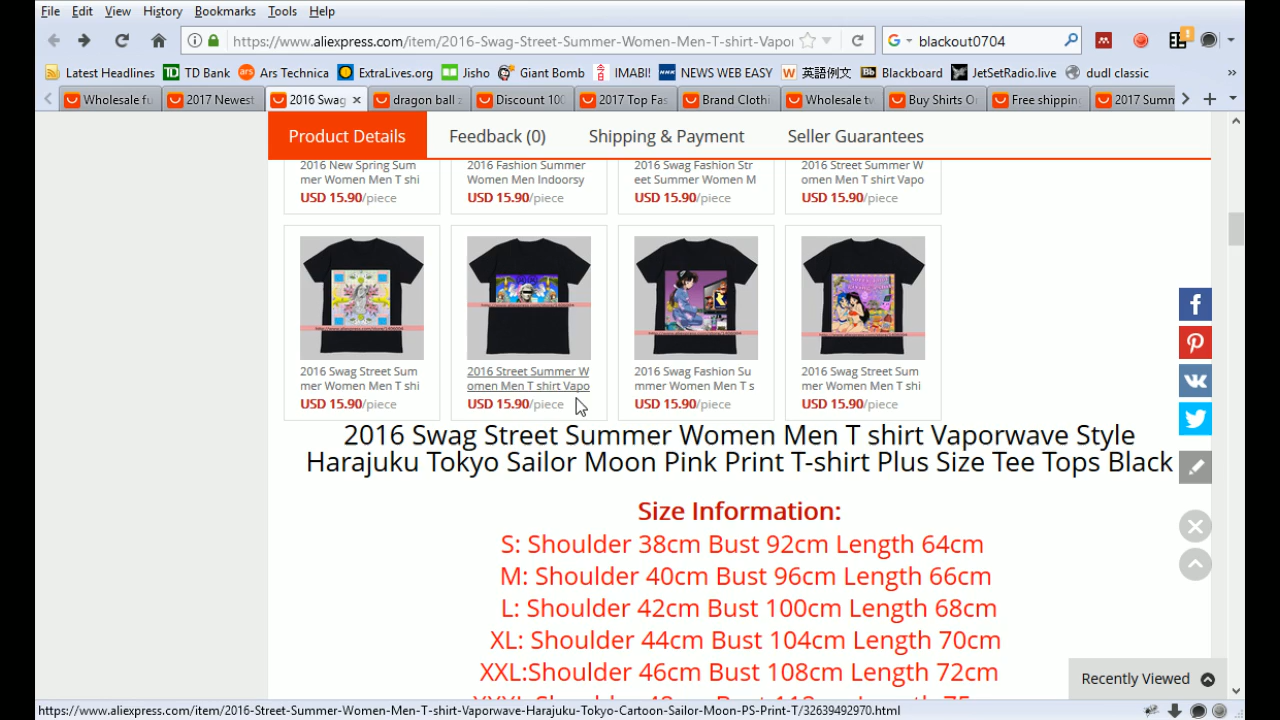 File Edit View History Bookmarks Tools Help
https://www.aliexpress.com/item/2016-Swag-Street-Summer-Women-Men-T-shirt-Vapor
blackout0704
1
Latest Headlines TD Bank Ars Technica ExtraLives.org Jisho Giant Bomb IMABI! NEWS WEB EASY 英語例文 Blackboard JetSetRadio.live dudl classic
Wholesale fu 2017 Newest 2016 Swag dragon ball z Discount 100 2017 Top Fas Brand Clothi Wholesale tv Buy Shirts O Free shipping 2017 Summ
Product Details Feedback (0) Shipping & Payment Seller Guarantees
2016 New Spring Sum
mer Women Men T shi
USD 15.90/piece
2016 Fashion Summer
Women Men Indoorsy
USD 15.90/piece
2016 Swag Fashion Str
eet Summer Women M
USD 15.90/piece
2016 Street Summer W
omen Men T shirt Vapo
USD 15.90/piece
2016 Swag Street Sum
mer Women Men T shi
USD 15.90/piece
2016 Street Summer W
omen Men T shirt Vapo
USD 15.90/piece
2016 Swag Fashion Su
mmer Women Men T s
USD 15.90/piece
2016 Swag Street Sum
mer Women Men T shi
USD 15.90/piece
2016 Swag Street Summer Women Men T shirt Vaporwave Style
Harajuku Tokyo Sailor Moon Pink Print T-shirt Plus Size Tee Tops Black
Size Information:
S: Shoulder 38cm Bust 92cm Length 64cm
M: Shoulder 40cm Bust 96cm Length 66cm
L: Shoulder 42cm Bust 100cm Length 68cm
XL: Shoulder 44cm Bust 104cm Length 70cm
XXL:Shoulder 46cm Bust 108cm Length 72cm
Recently Viewed
https://www.aliexpress.com/item/2016-Street-Summer-Women-Men-T-shirt-Vaporwave-Harajuku-Tokyo-Cartoon-Sailor-Moon-PS-Print-T/32639492970.html